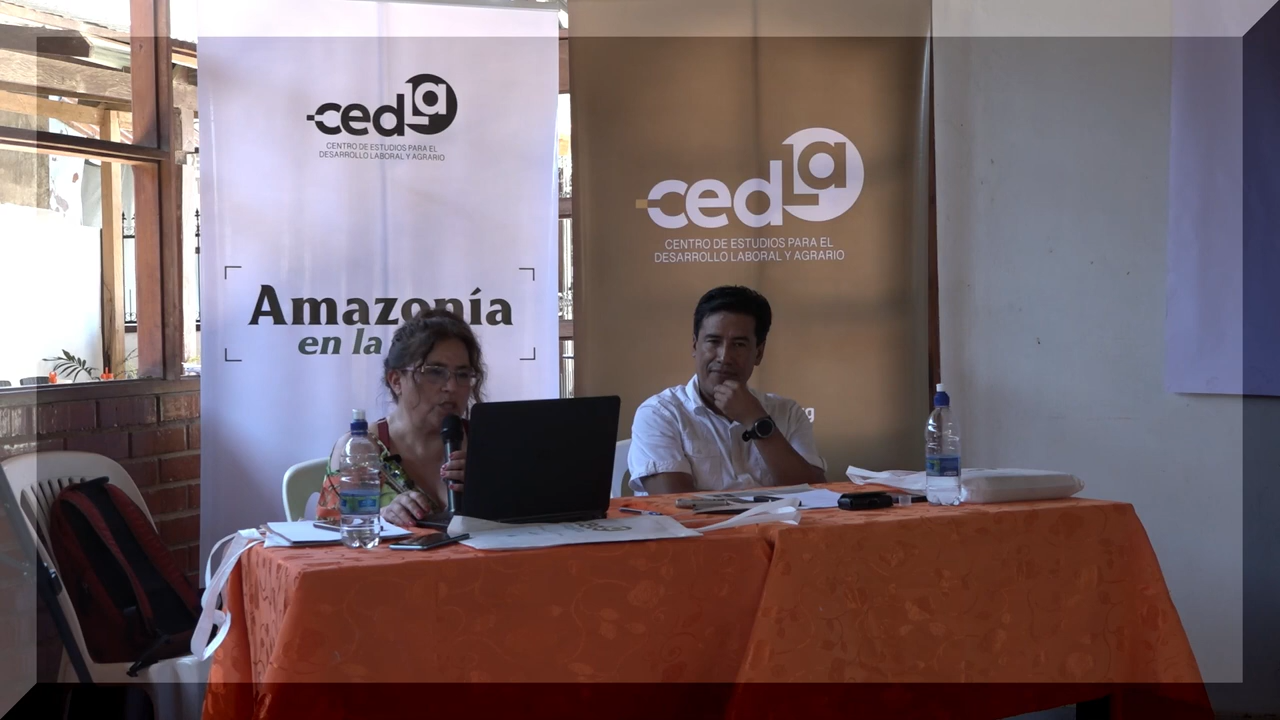 cedla
CENTRO DE ESTUDIOS PARA EL
DESARROLLO LABORAL Y AGRARIO
Amazonía
en la
cedla
CENTRO DE ESTUDIOS PARA EL
DESARROLLO LABORAL Y AGRARIO